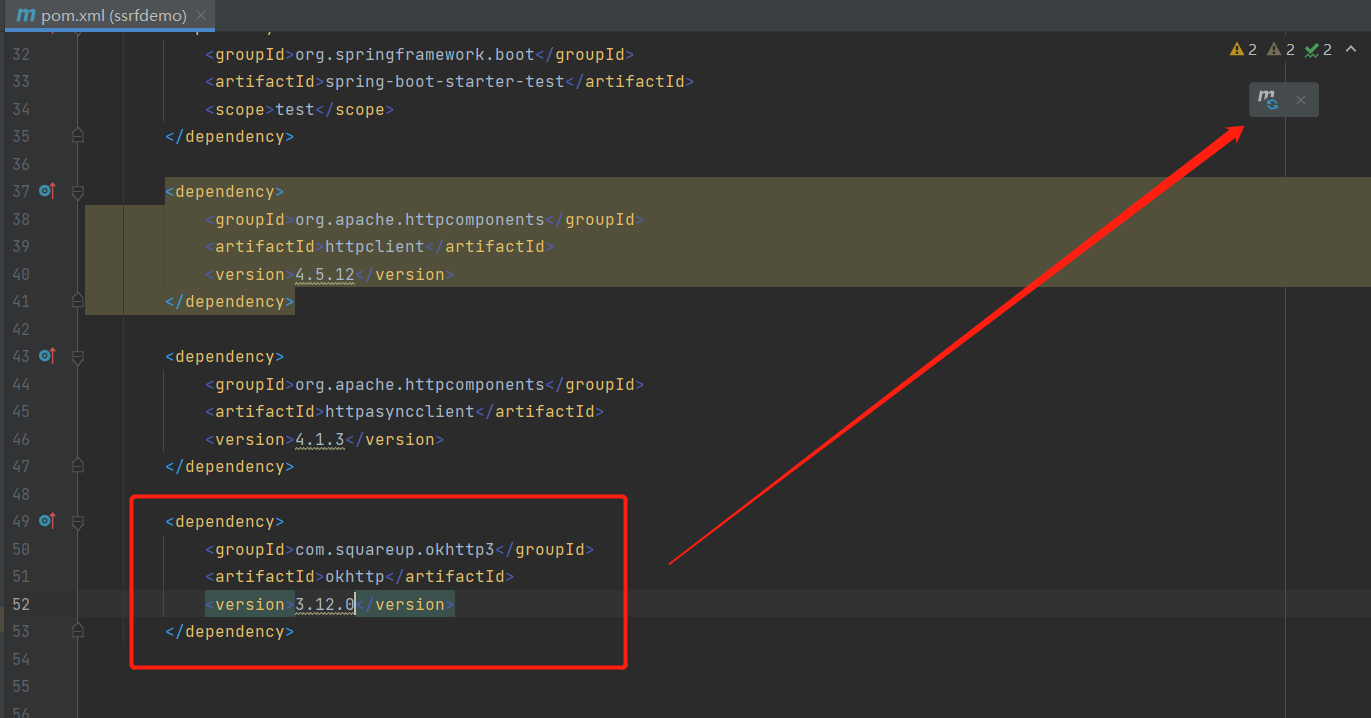 pom.xml (ssrfdemo)
2 2 2
32 <groupId>org.springframework.boot</groupId>
33 <artifactId>spring-boot-starter-test</artifactId>
34 <scope>test</scope>
35 </dependency>
36
37 <dependency>
38 <groupId>org.apache.httpcomponents</groupId>
39 <artifactId>httpclient</artifactId>
40 <version>4.5.12</version>
41 </dependency>
42
43 <dependency>
44 <groupId>org.apache.httpcomponents</groupId>
45 <artifactId>httpasyncclient</artifactId>
46 <version>4.1.3</version>
47 </dependency>
48
49 <dependency>
50 <groupId>com.squareup.okhttp3</groupId>
51 <artifactId>okhttp</artifactId>
52 <version>3.12.0</version>
53 </dependency>
54
55
56